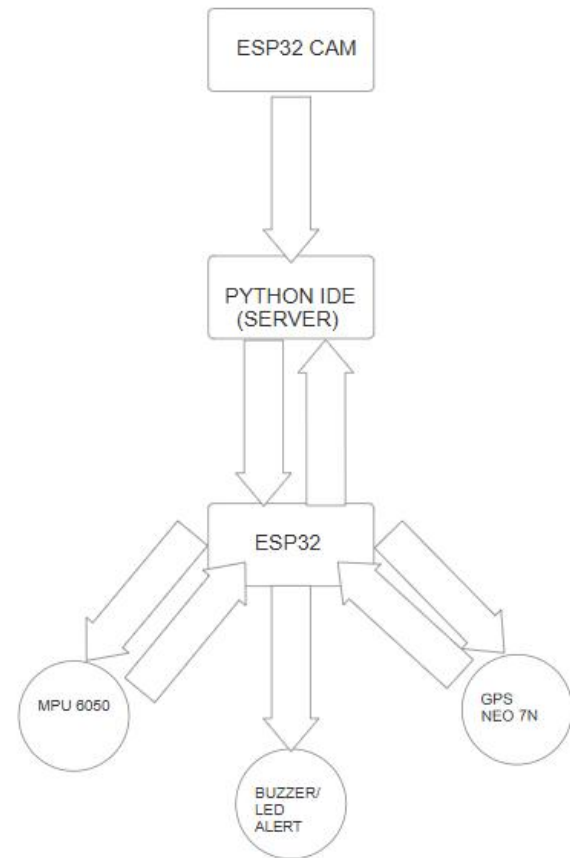 ESP32 CAM
PYTHON IDE
(SERVER)
ESP32
MPU 6050
GPS
NEO 7N
BUZZER/
LED
ALERT